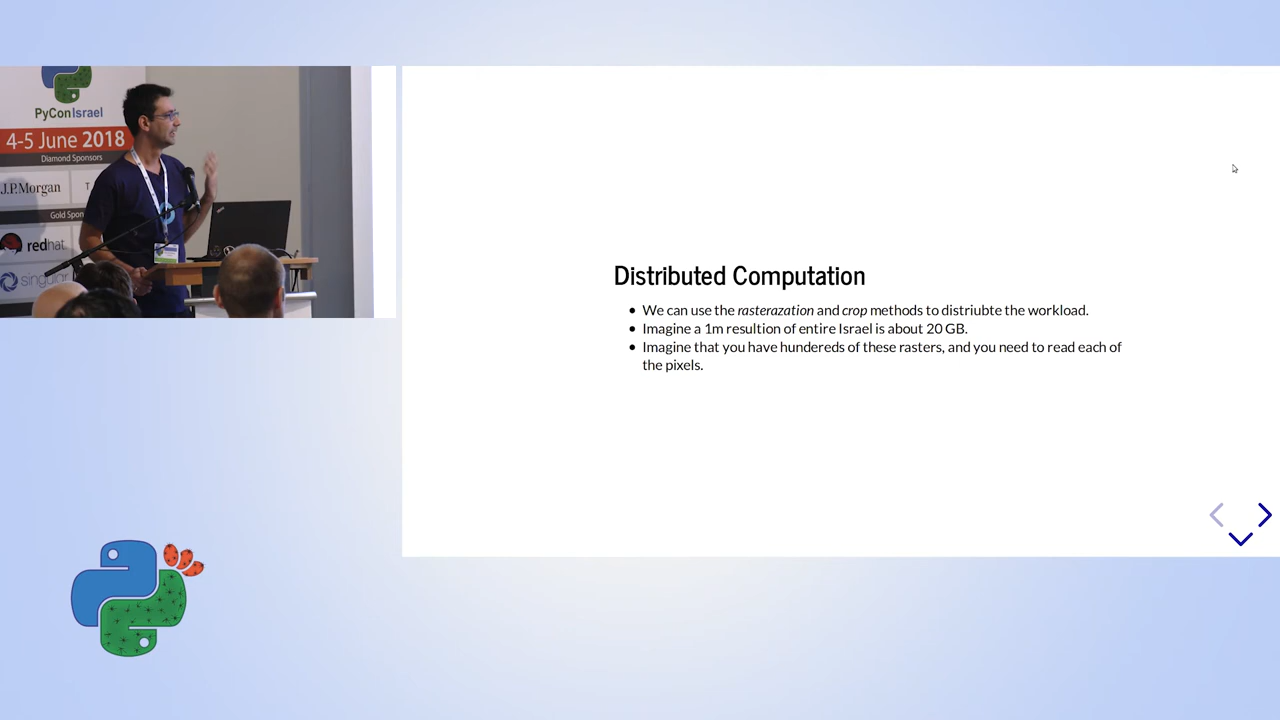 PyConIsrael
4-5 June 2018
Diamond Sponsors
J.P.Morgan
T
Gold Spon
redhat
singular
Distributed Computation
We can use the rasterazation and crop methods to distriubte the workload.
Imagine a 1m resultion of entire Israel is about 20 GB.
Imagine that you have hundereds of these rasters, and you need to read each of
the pixels.